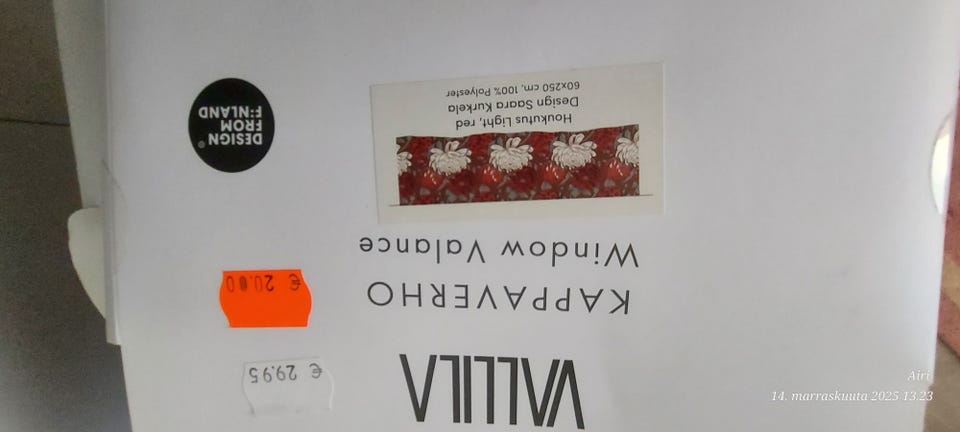 VALLILA
KAPPAVERHO
Window Valance
Houkutus Light, red
Design Saara Kurkela
60x250 cm, 100% Polyester
€ 29.95
€ 20.00
DESIGN
FROM
F:NLAND
®
Airi
14. marraskuuta 2025 13.23